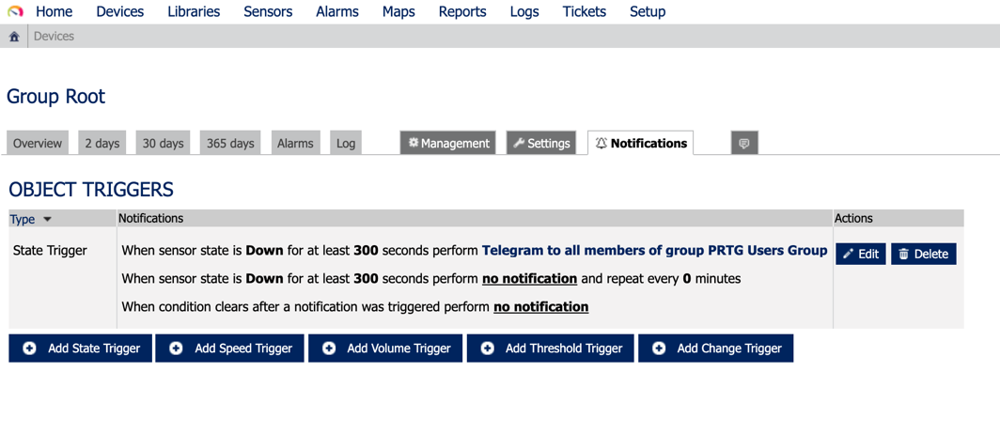 Home Devices Libraries Sensors Alarms Maps Reports Logs Tickets Setup
Devices
Group Root
Overview 2 days 30 days 365 days Alarms Log Management Settings Notifications
OBJECT TRIGGERS
Type Notifications Actions
State Trigger When sensor state is Down for at least 300 seconds perform Telegram to all members of group PRTG Users Group Edit Delete
When sensor state is Down for at least 300 seconds perform no notification and repeat every 0 minutes
When condition clears after a notification was triggered perform no notification
Add State Trigger Add Speed Trigger Add Volume Trigger Add Threshold Trigger Add Change Trigger